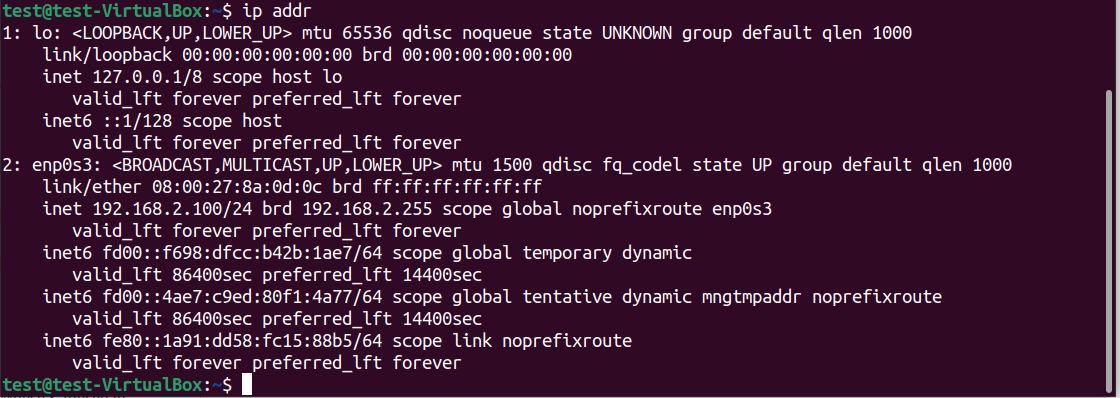 test@test-VirtualBox:~$ ip addr
1: lo: <LOOPBACK,UP,LOWER_UP> mtu 65536 qdisc noqueue state UNKNOWN group default qlen 1000
    link/loopback 00:00:00:00:00:00 brd 00:00:00:00:00:00
    inet 127.0.0.1/8 scope host lo
       valid_lft forever preferred_lft forever
    inet6 ::1/128 scope host
       valid_lft forever preferred_lft forever
2: enp0s3: <BROADCAST,MULTICAST,UP,LOWER_UP> mtu 1500 qdisc fq_codel state UP group default qlen 1000
    link/ether 08:00:27:8a:0d:0c brd ff:ff:ff:ff:ff:ff
    inet 192.168.2.100/24 brd 192.168.2.255 scope global noprefixroute enp0s3
       valid_lft forever preferred_lft forever
    inet6 fd00::f698:dfcc:b42b:1ae7/64 scope global temporary dynamic
       valid_lft 86400sec preferred_lft 14400sec
    inet6 fd00::4ae7:c9ed:80f1:4a77/64 scope global tentative dynamic mngtmpaddr noprefixroute
       valid_lft 86400sec preferred_lft 14400sec
    inet6 fe80::1a91:dd58:fc15:88b5/64 scope link noprefixroute
       valid_lft forever preferred_lft forever
test@test-VirtualBox:~$